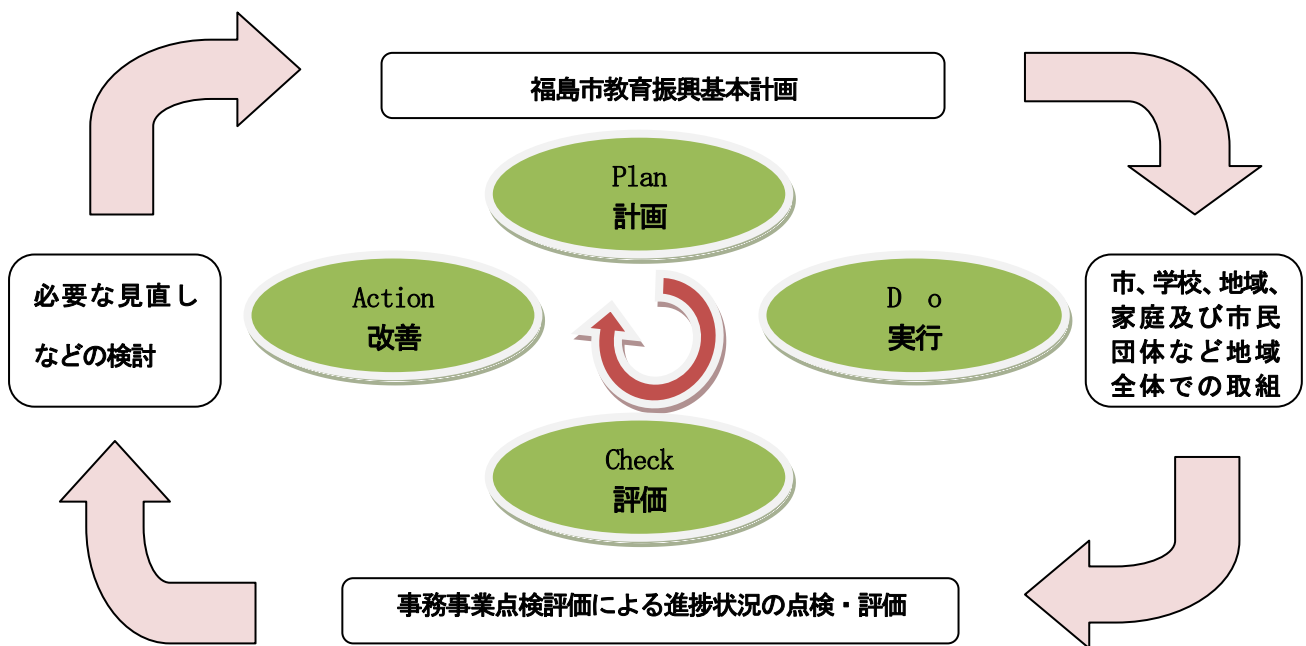 福島市教育振興基本計画
Plan
計画
必要な見直し
などの検討
Action
改善
D o
実行
市、学校、地域、
家庭及び市民
団体など地域
全体での取組
Check
評価
事務事業点検評価による進捗状況の点検・評価